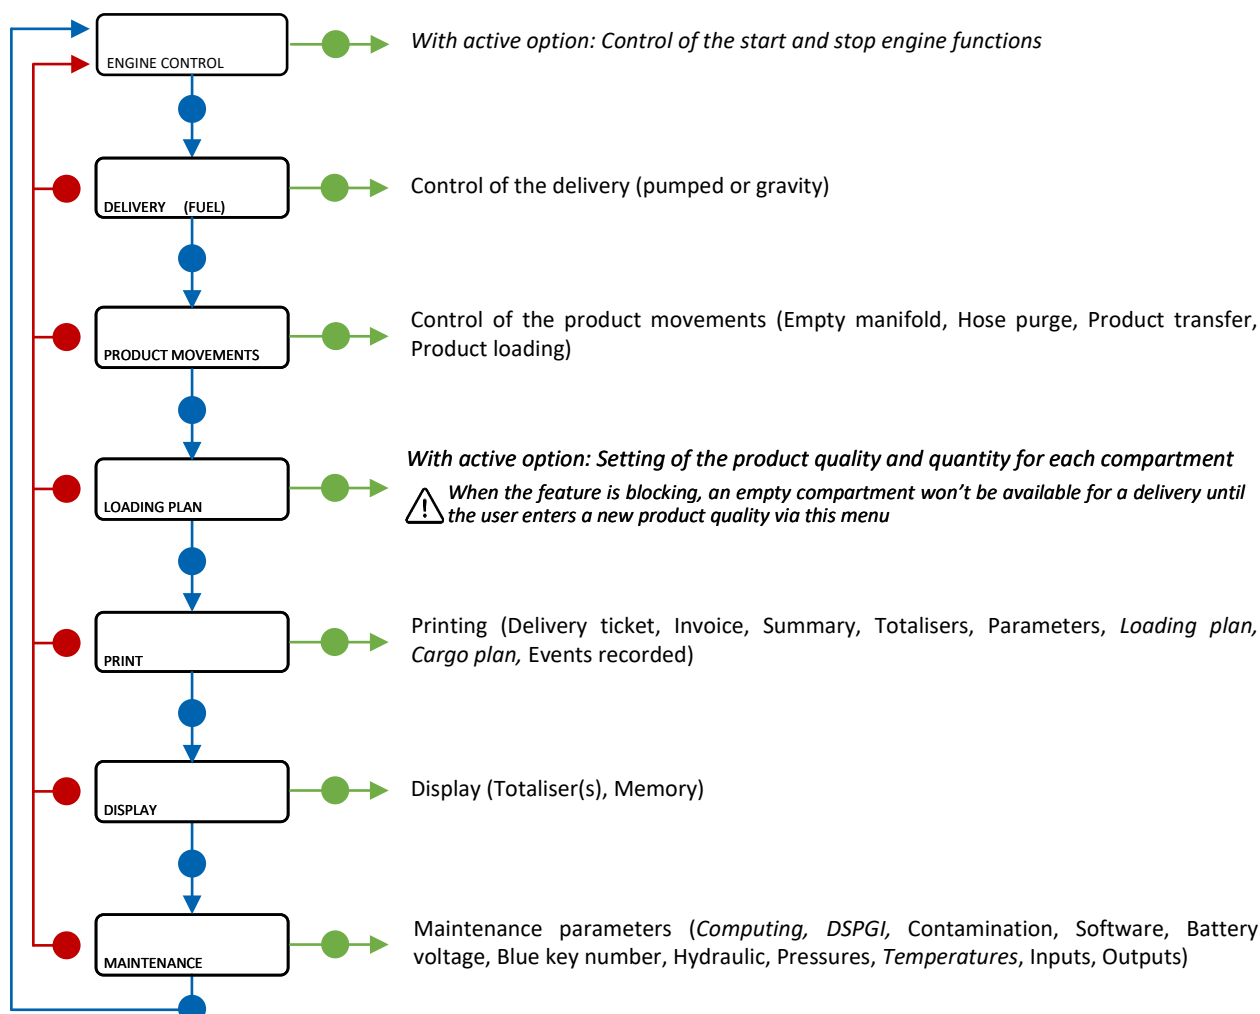 With active option: Control of the start and stop engine functions
ENGINE CONTROL
Control of the delivery (pumped or gravity)
DELIVERY (FUEL)
Control of the product movements (Empty manifold, Hose purge, Product transfer,
Product loading)
PRODUCT MOVEMENTS
With active option: Setting of the product quality and quantity for each compartment
When the feature is blocking, an empty compartment won’t be available for a delivery until
the user enters a new product quality via this menu
LOADING PLAN
Printing (Delivery ticket, Invoice, Summary, Totalisers, Parameters, Loading plan,
Cargo plan, Events recorded)
PRINT
Display (Totaliser(s), Memory)
DISPLAY
Maintenance parameters (Computing, DSPGI, Contamination, Software, Battery
voltage, Blue key number, Hydraulic, Pressures, Temperatures, Inputs, Outputs)
MAINTENANCE